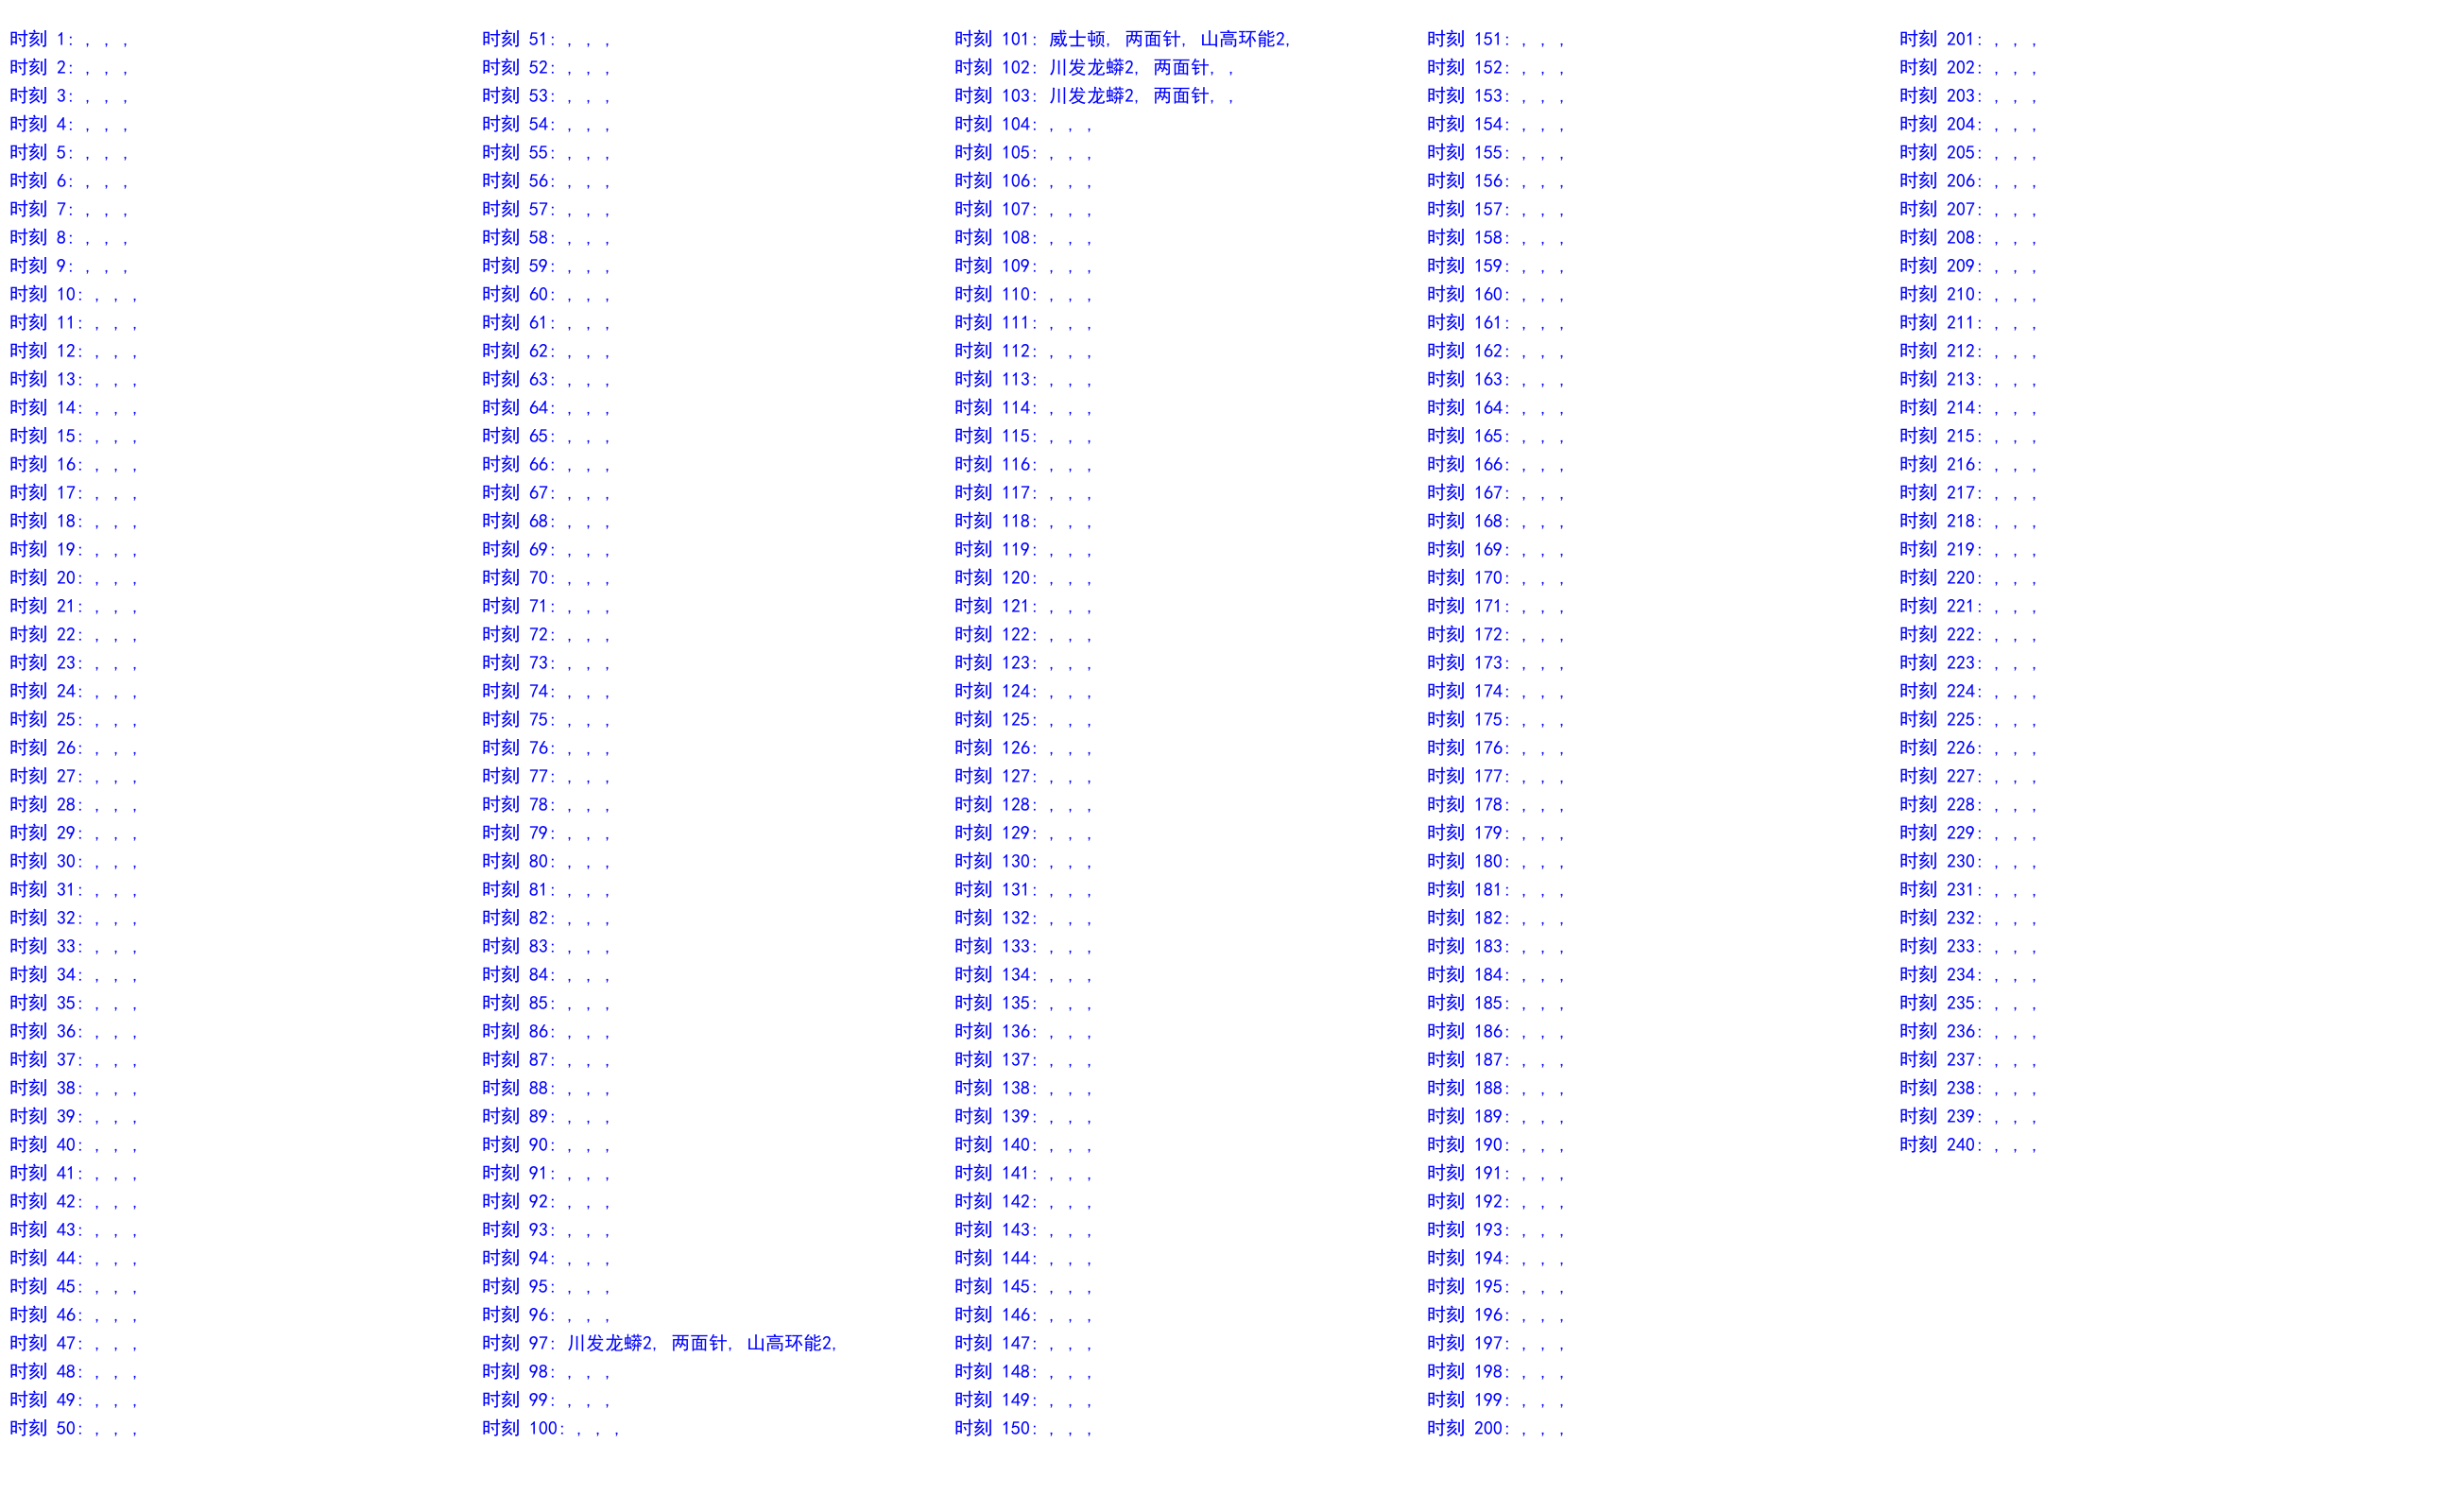 时刻 1: , , ,
时刻 2: , , ,
时刻 3: , , ,
时刻 4: , , ,
时刻 5: , , ,
时刻 6: , , ,
时刻 7: , , ,
时刻 8: , , ,
时刻 9: , , ,
时刻 10: , , ,
时刻 11: , , ,
时刻 12: , , ,
时刻 13: , , ,
时刻 14: , , ,
时刻 15: , , ,
时刻 16: , , ,
时刻 17: , , ,
时刻 18: , , ,
时刻 19: , , ,
时刻 20: , , ,
时刻 21: , , ,
时刻 22: , , ,
时刻 23: , , ,
时刻 24: , , ,
时刻 25: , , ,
时刻 26: , , ,
时刻 27: , , ,
时刻 28: , , ,
时刻 29: , , ,
时刻 30: , , ,
时刻 31: , , ,
时刻 32: , , ,
时刻 33: , , ,
时刻 34: , , ,
时刻 35: , , ,
时刻 36: , , ,
时刻 37: , , ,
时刻 38: , , ,
时刻 39: , , ,
时刻 40: , , ,
时刻 41: , , ,
时刻 42: , , ,
时刻 43: , , ,
时刻 44: , , ,
时刻 45: , , ,
时刻 46: , , ,
时刻 47: , , ,
时刻 48: , , ,
时刻 49: , , ,
时刻 50: , , ,
时刻 51: , , ,
时刻 52: , , ,
时刻 53: , , ,
时刻 54: , , ,
时刻 55: , , ,
时刻 56: , , ,
时刻 57: , , ,
时刻 58: , , ,
时刻 59: , , ,
时刻 60: , , ,
时刻 61: , , ,
时刻 62: , , ,
时刻 63: , , ,
时刻 64: , , ,
时刻 65: , , ,
时刻 66: , , ,
时刻 67: , , ,
时刻 68: , , ,
时刻 69: , , ,
时刻 70: , , ,
时刻 71: , , ,
时刻 72: , , ,
时刻 73: , , ,
时刻 74: , , ,
时刻 75: , , ,
时刻 76: , , ,
时刻 77: , , ,
时刻 78: , , ,
时刻 79: , , ,
时刻 80: , , ,
时刻 81: , , ,
时刻 82: , , ,
时刻 83: , , ,
时刻 84: , , ,
时刻 85: , , ,
时刻 86: , , ,
时刻 87: , , ,
时刻 88: , , ,
时刻 89: , , ,
时刻 90: , , ,
时刻 91: , , ,
时刻 92: , , ,
时刻 93: , , ,
时刻 94: , , ,
时刻 95: , , ,
时刻 96: , , ,
时刻 97: 川发龙蟒2, 两面针, 山高环能2,
时刻 98: , , ,
时刻 99: , , ,
时刻 100: , , ,
时刻 101: 威士顿, 两面针, 山高环能2,
时刻 102: 川发龙蟒2, 两面针, ,
时刻 103: 川发龙蟒2, 两面针, ,
时刻 104: , , ,
时刻 105: , , ,
时刻 106: , , ,
时刻 107: , , ,
时刻 108: , , ,
时刻 109: , , ,
时刻 110: , , ,
时刻 111: , , ,
时刻 112: , , ,
时刻 113: , , ,
时刻 114: , , ,
时刻 115: , , ,
时刻 116: , , ,
时刻 117: , , ,
时刻 118: , , ,
时刻 119: , , ,
时刻 120: , , ,
时刻 121: , , ,
时刻 122: , , ,
时刻 123: , , ,
时刻 124: , , ,
时刻 125: , , ,
时刻 126: , , ,
时刻 127: , , ,
时刻 128: , , ,
时刻 129: , , ,
时刻 130: , , ,
时刻 131: , , ,
时刻 132: , , ,
时刻 133: , , ,
时刻 134: , , ,
时刻 135: , , ,
时刻 136: , , ,
时刻 137: , , ,
时刻 138: , , ,
时刻 139: , , ,
时刻 140: , , ,
时刻 141: , , ,
时刻 142: , , ,
时刻 143: , , ,
时刻 144: , , ,
时刻 145: , , ,
时刻 146: , , ,
时刻 147: , , ,
时刻 148: , , ,
时刻 149: , , ,
时刻 150: , , ,
时刻 151: , , ,
时刻 152: , , ,
时刻 153: , , ,
时刻 154: , , ,
时刻 155: , , ,
时刻 156: , , ,
时刻 157: , , ,
时刻 158: , , ,
时刻 159: , , ,
时刻 160: , , ,
时刻 161: , , ,
时刻 162: , , ,
时刻 163: , , ,
时刻 164: , , ,
时刻 165: , , ,
时刻 166: , , ,
时刻 167: , , ,
时刻 168: , , ,
时刻 169: , , ,
时刻 170: , , ,
时刻 171: , , ,
时刻 172: , , ,
时刻 173: , , ,
时刻 174: , , ,
时刻 175: , , ,
时刻 176: , , ,
时刻 177: , , ,
时刻 178: , , ,
时刻 179: , , ,
时刻 180: , , ,
时刻 181: , , ,
时刻 182: , , ,
时刻 183: , , ,
时刻 184: , , ,
时刻 185: , , ,
时刻 186: , , ,
时刻 187: , , ,
时刻 188: , , ,
时刻 189: , , ,
时刻 190: , , ,
时刻 191: , , ,
时刻 192: , , ,
时刻 193: , , ,
时刻 194: , , ,
时刻 195: , , ,
时刻 196: , , ,
时刻 197: , , ,
时刻 198: , , ,
时刻 199: , , ,
时刻 200: , , ,
时刻 201: , , ,
时刻 202: , , ,
时刻 203: , , ,
时刻 204: , , ,
时刻 205: , , ,
时刻 206: , , ,
时刻 207: , , ,
时刻 208: , , ,
时刻 209: , , ,
时刻 210: , , ,
时刻 211: , , ,
时刻 212: , , ,
时刻 213: , , ,
时刻 214: , , ,
时刻 215: , , ,
时刻 216: , , ,
时刻 217: , , ,
时刻 218: , , ,
时刻 219: , , ,
时刻 220: , , ,
时刻 221: , , ,
时刻 222: , , ,
时刻 223: , , ,
时刻 224: , , ,
时刻 225: , , ,
时刻 226: , , ,
时刻 227: , , ,
时刻 228: , , ,
时刻 229: , , ,
时刻 230: , , ,
时刻 231: , , ,
时刻 232: , , ,
时刻 233: , , ,
时刻 234: , , ,
时刻 235: , , ,
时刻 236: , , ,
时刻 237: , , ,
时刻 238: , , ,
时刻 239: , , ,
时刻 240: , , ,